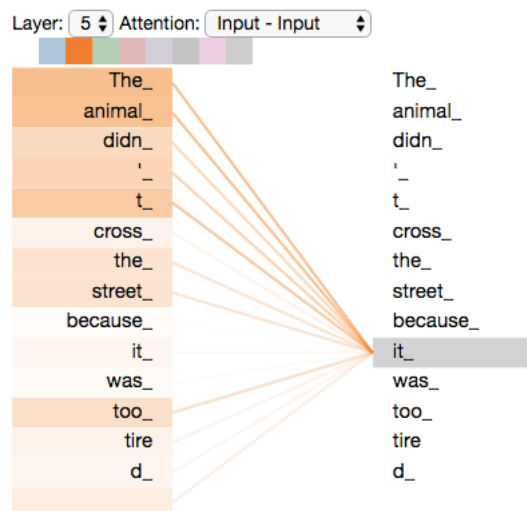 Layer: 5 Attention: Input - Input
The_ The_
animal_ animal_
didn_ didn_
'_ '_
t_ t_
cross_ cross_
the_ the_
street_ street_
because_ because_
it_ it_
was_ was_
too_ too_
tire tire
d_ d_